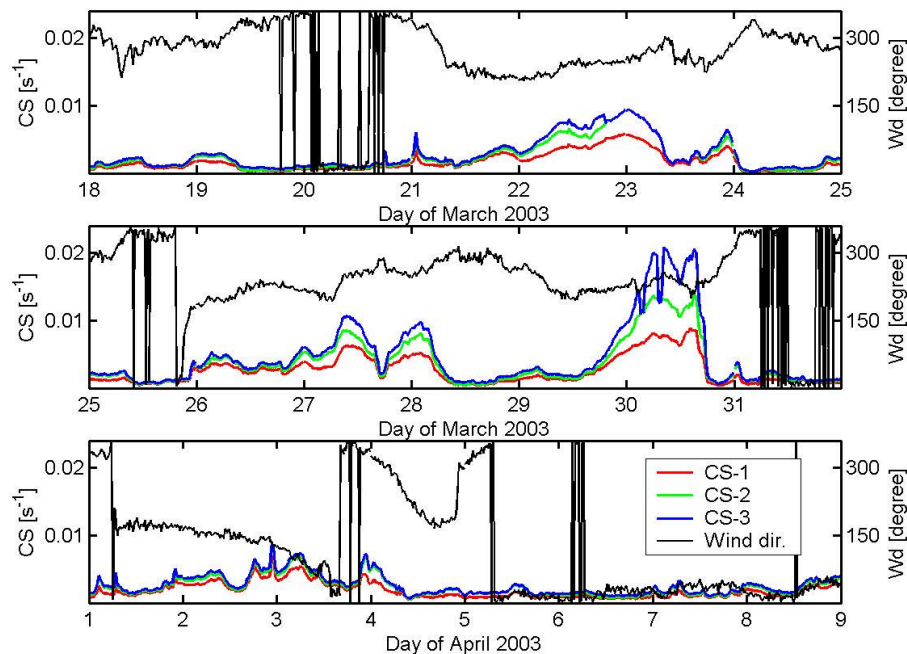 0.02
0.01
CS [s-1]
300
150
Wd [degree]
18 19 20 21 22 23 24 25
Day of March 2003
0.02
0.01
CS [s-1]
300
150
Wd [degree]
25 26 27 28 29 30 31
Day of March 2003
0.02
0.01
CS [s-1]
300
150
Wd [degree]
CS-1
CS-2
CS-3
Wind dir.
1 2 3 4 5 6 7 8 9
Day of April 2003